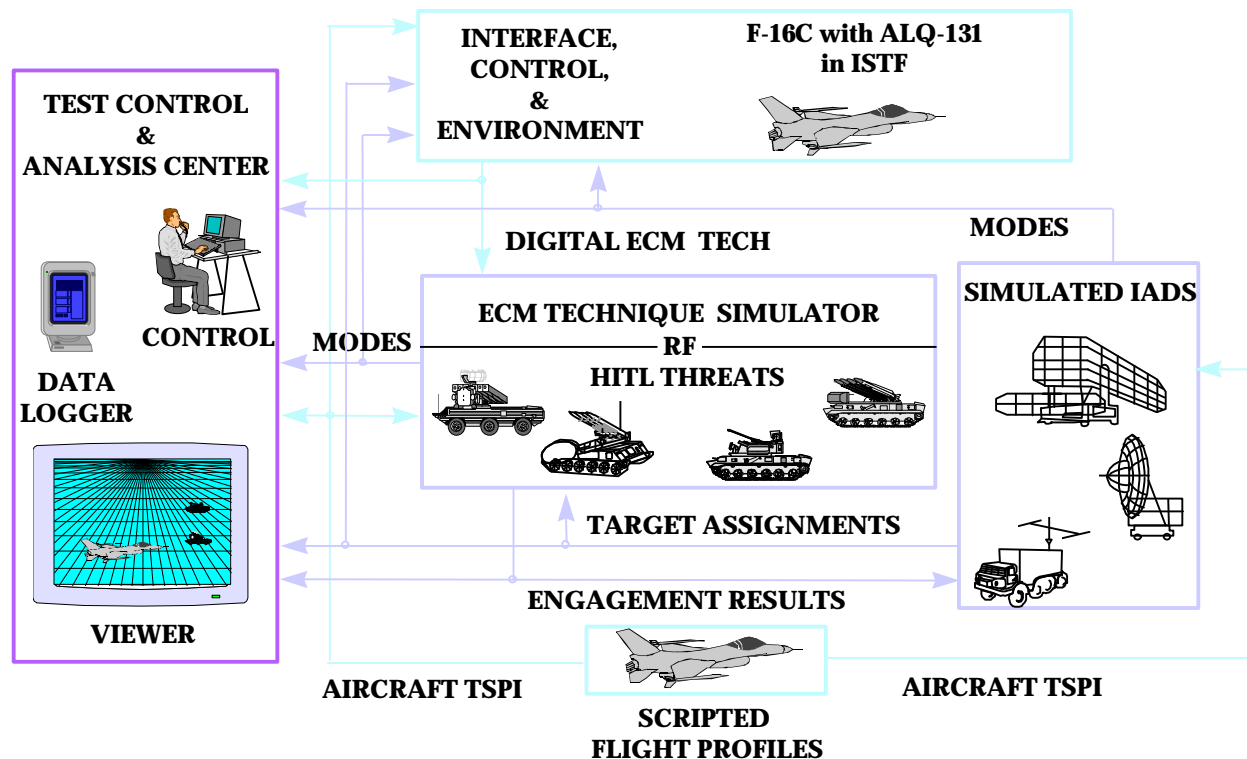 INTERFACE,
CONTROL,
&
ENVIRONMENT
F-16C with ALQ-131
in ISTF
TEST CONTROL
&
ANALYSIS CENTER
CONTROL
DATA
LOGGER
VIEWER
DIGITAL ECM TECH
MODES
MODES
ECM TECHNIQUE SIMULATOR
RF
HITL THREATS
SIMULATED IADS
TARGET ASSIGNMENTS
ENGAGEMENT RESULTS
AIRCRAFT TSPI
AIRCRAFT TSPI
SCRIPTED
FLIGHT PROFILES